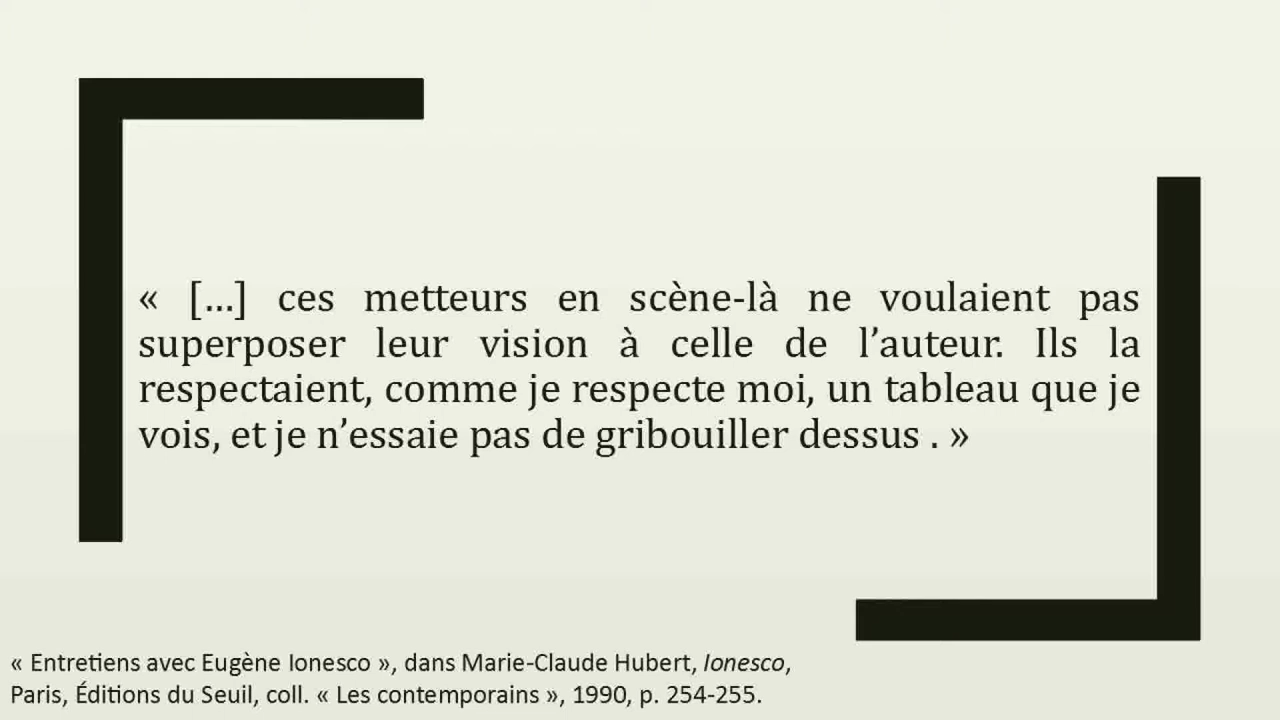 « [...] ces metteurs en scène-là ne voulaient pas
superposer leur vision à celle de l’auteur. Ils la
respectaient, comme je respecte moi, un tableau que je
vois, et je n’essaie pas de gribouiller dessus . »
« Entretiens avec Eugène Ionesco », dans Marie-Claude Hubert, Ionesco,
Paris, Éditions du Seuil, coll. « Les contemporains », 1990, p. 254-255.